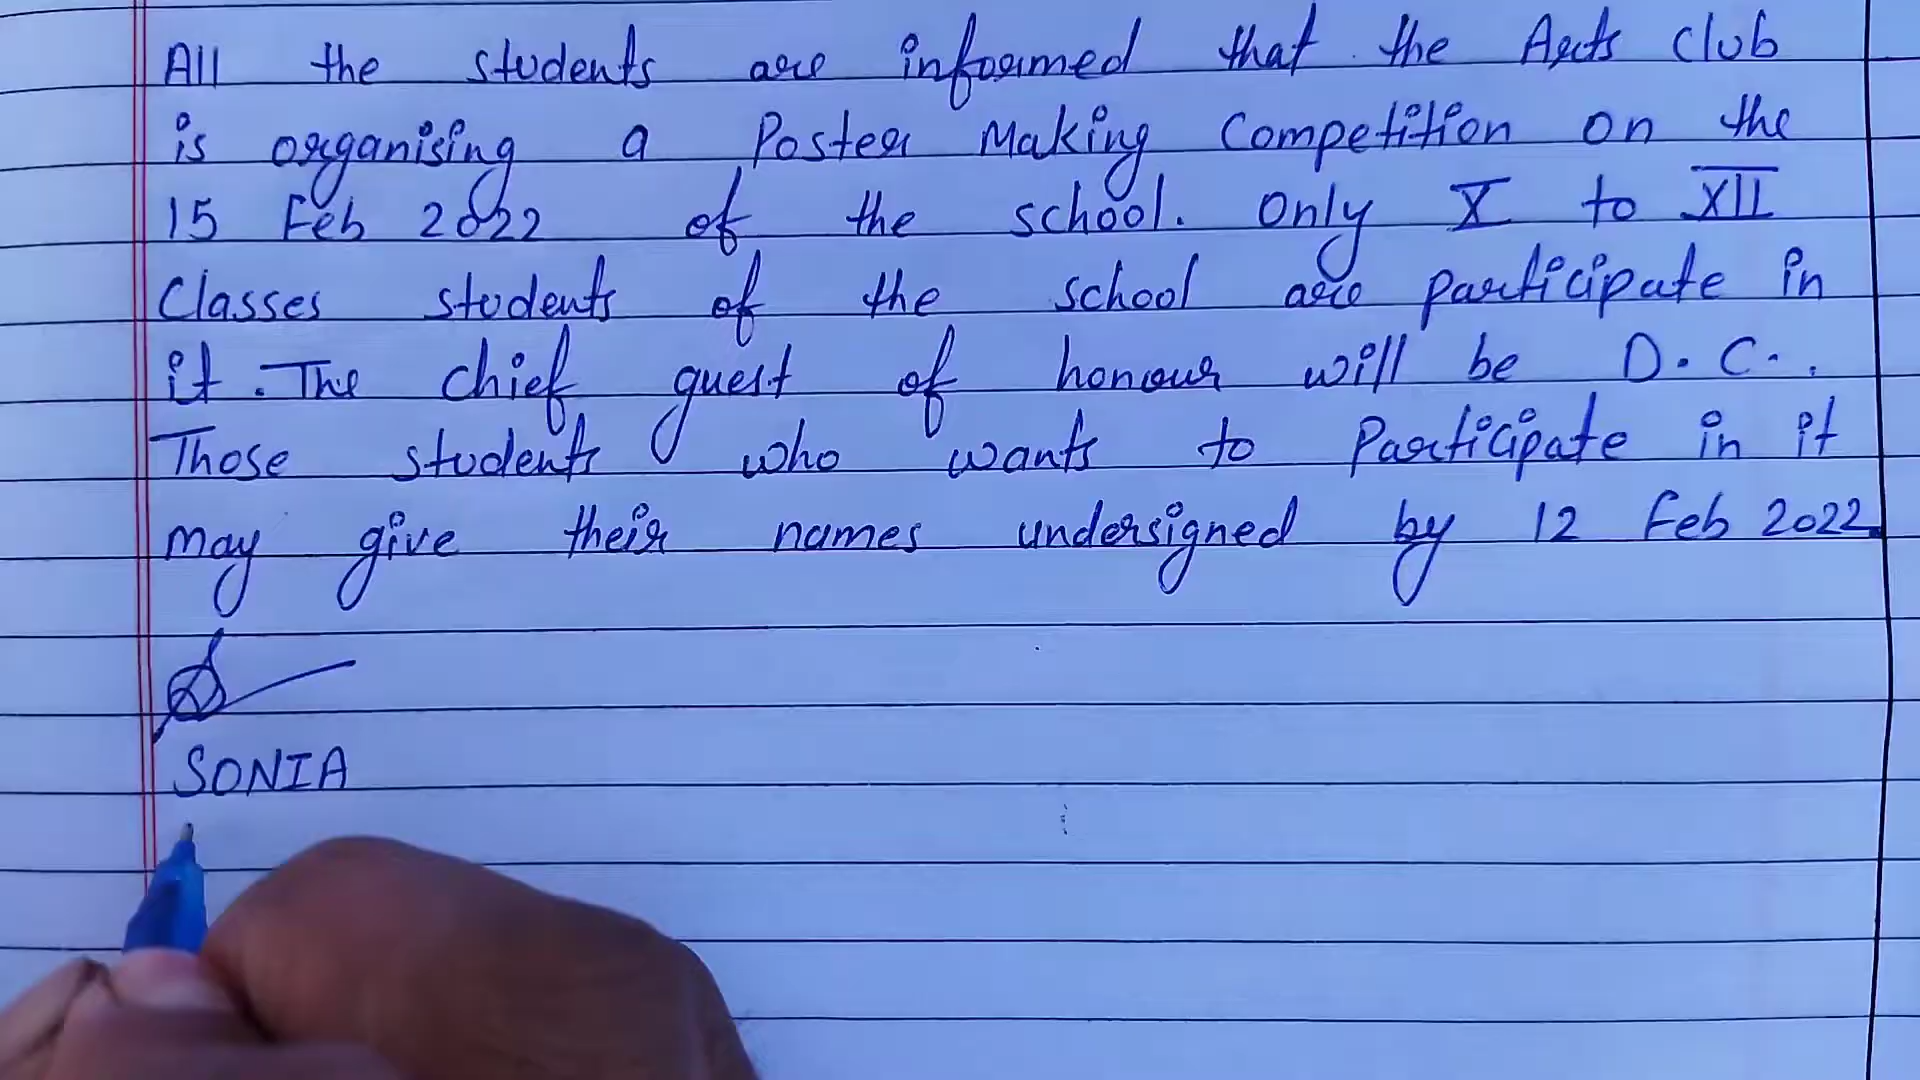 All the students are informed that the Arts Club
is organising a Poster Making Competition on the
15 Feb 2022 of the school. Only X to XII
Classes students of the school are participate in
it. The chief guest of honour will be D.C..
Those students who wants to Participate in it
may give their names undersigned by 12 Feb 2022.
SONIA